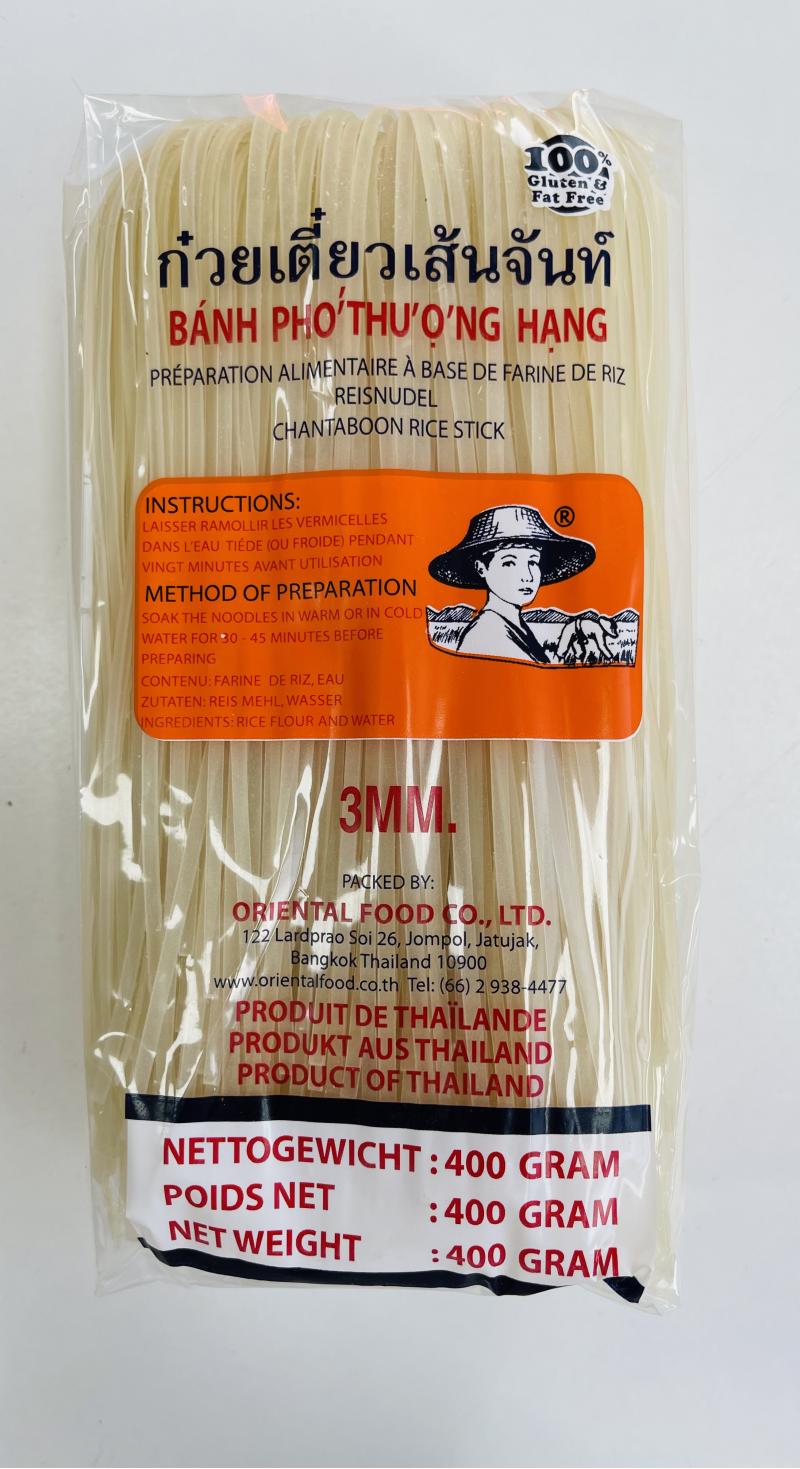 100%
Gluten &
Fat Free
ก๋วยเตี๋ยวเส้นจันท์
BÁNH PHÓ̕ THU̕Ọ̕NG HẠNG
PRÉPARATION ALIMENTAIRE À BASE DE FARINE DE RIZ
REISNUDEL
CHANTABOON RICE STICK
INSTRUCTIONS:
LAISSER RAMOLLIR LES VERMICELLES
DANS L'EAU TIÉDE (OU FROIDE) PENDANT
VINGT MINUTES AVANT UTILISATION
METHOD OF PREPARATION
SOAK THE NOODLES IN WARM OR IN COLD
WATER FOR 30 - 45 MINUTES BEFORE
PREPARING
CONTENU: FARINE DE RIZ, EAU
ZUTATEN: REIS MEHL, WASSER
INGREDIENTS: RICE FLOUR AND WATER
®
3MM.
PACKED BY:
ORIENTAL FOOD CO., LTD.
122 Lardprao Soi 26, Jompol, Jatujak,
Bangkok Thailand 10900
www.orientalfood.co.th Tel: (66) 2 938-4477
PRODUIT DE THAÏLANDE
PRODUKT AUS THAILAND
PRODUCT OF THAILAND
NETTOGEWICHT : 400 GRAM
POIDS NET : 400 GRAM
NET WEIGHT : 400 GRAM